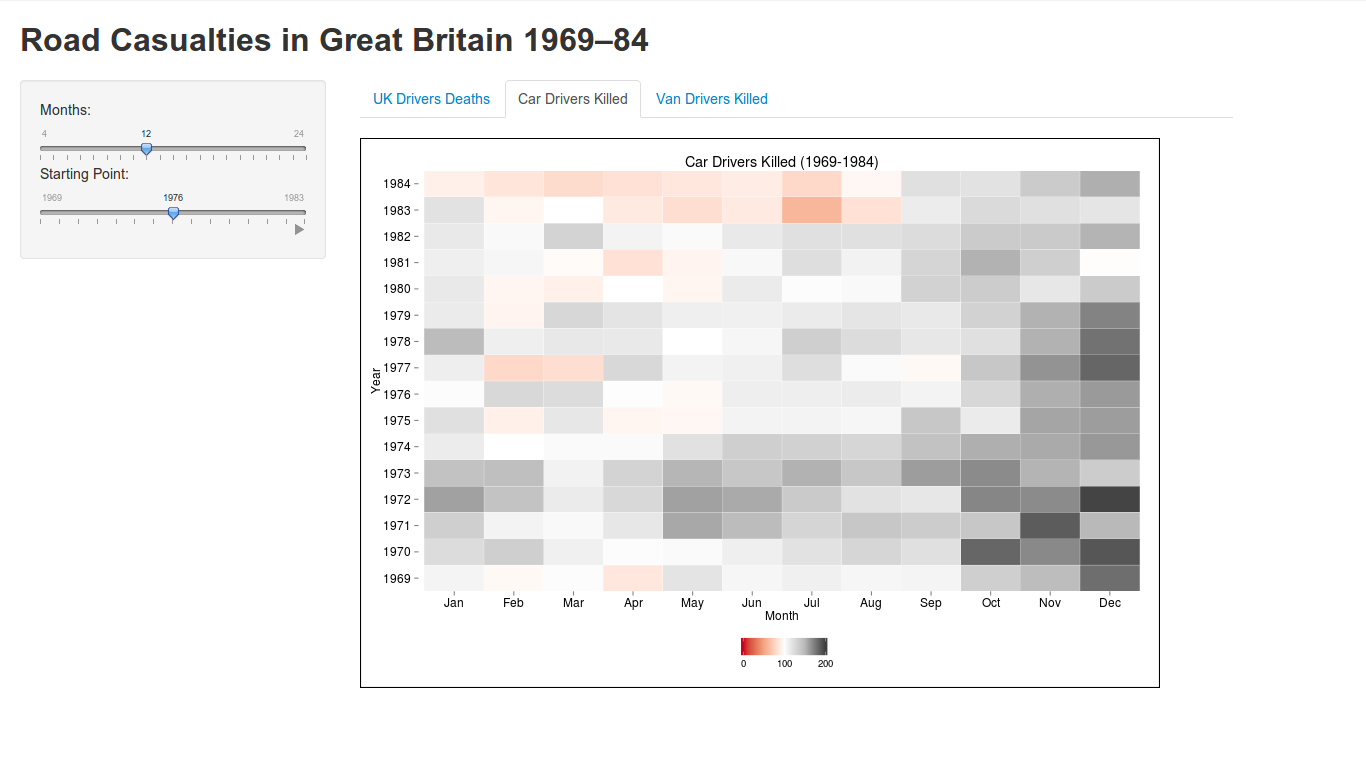 Road Casualties in Great Britain 1969–84
Months:
4 12 24
Starting Point:
1969 1976 1983
UK Drivers Deaths Car Drivers Killed Van Drivers Killed
Car Drivers Killed (1969-1984)
1984
1983
1982
1981
1980
1979
1978
1977
Year
1976
1975
1974
1973
1972
1971
1970
1969
Jan Feb Mar Apr May Jun Jul Aug Sep Oct Nov Dec
Month
0 100 200